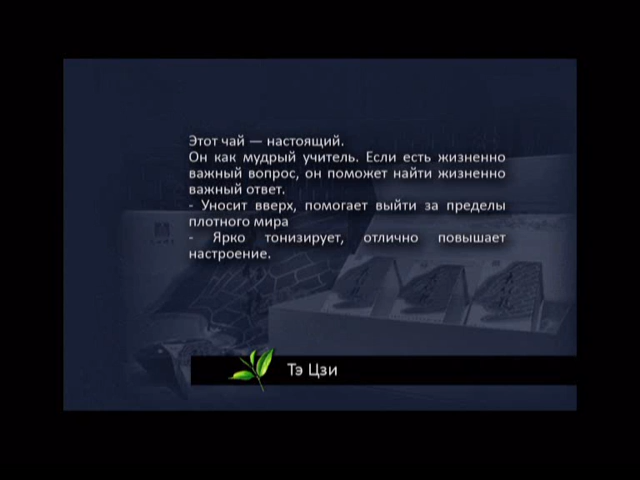 Этот чай — настоящий.
Он как мудрый учитель. Если есть жизненно
важный вопрос, он поможет найти жизненно
важный ответ.
- Уносит вверх, помогает выйти за пределы
плотного мира
- Ярко тонизирует, отлично повышает
настроение.
Тэ Цзи